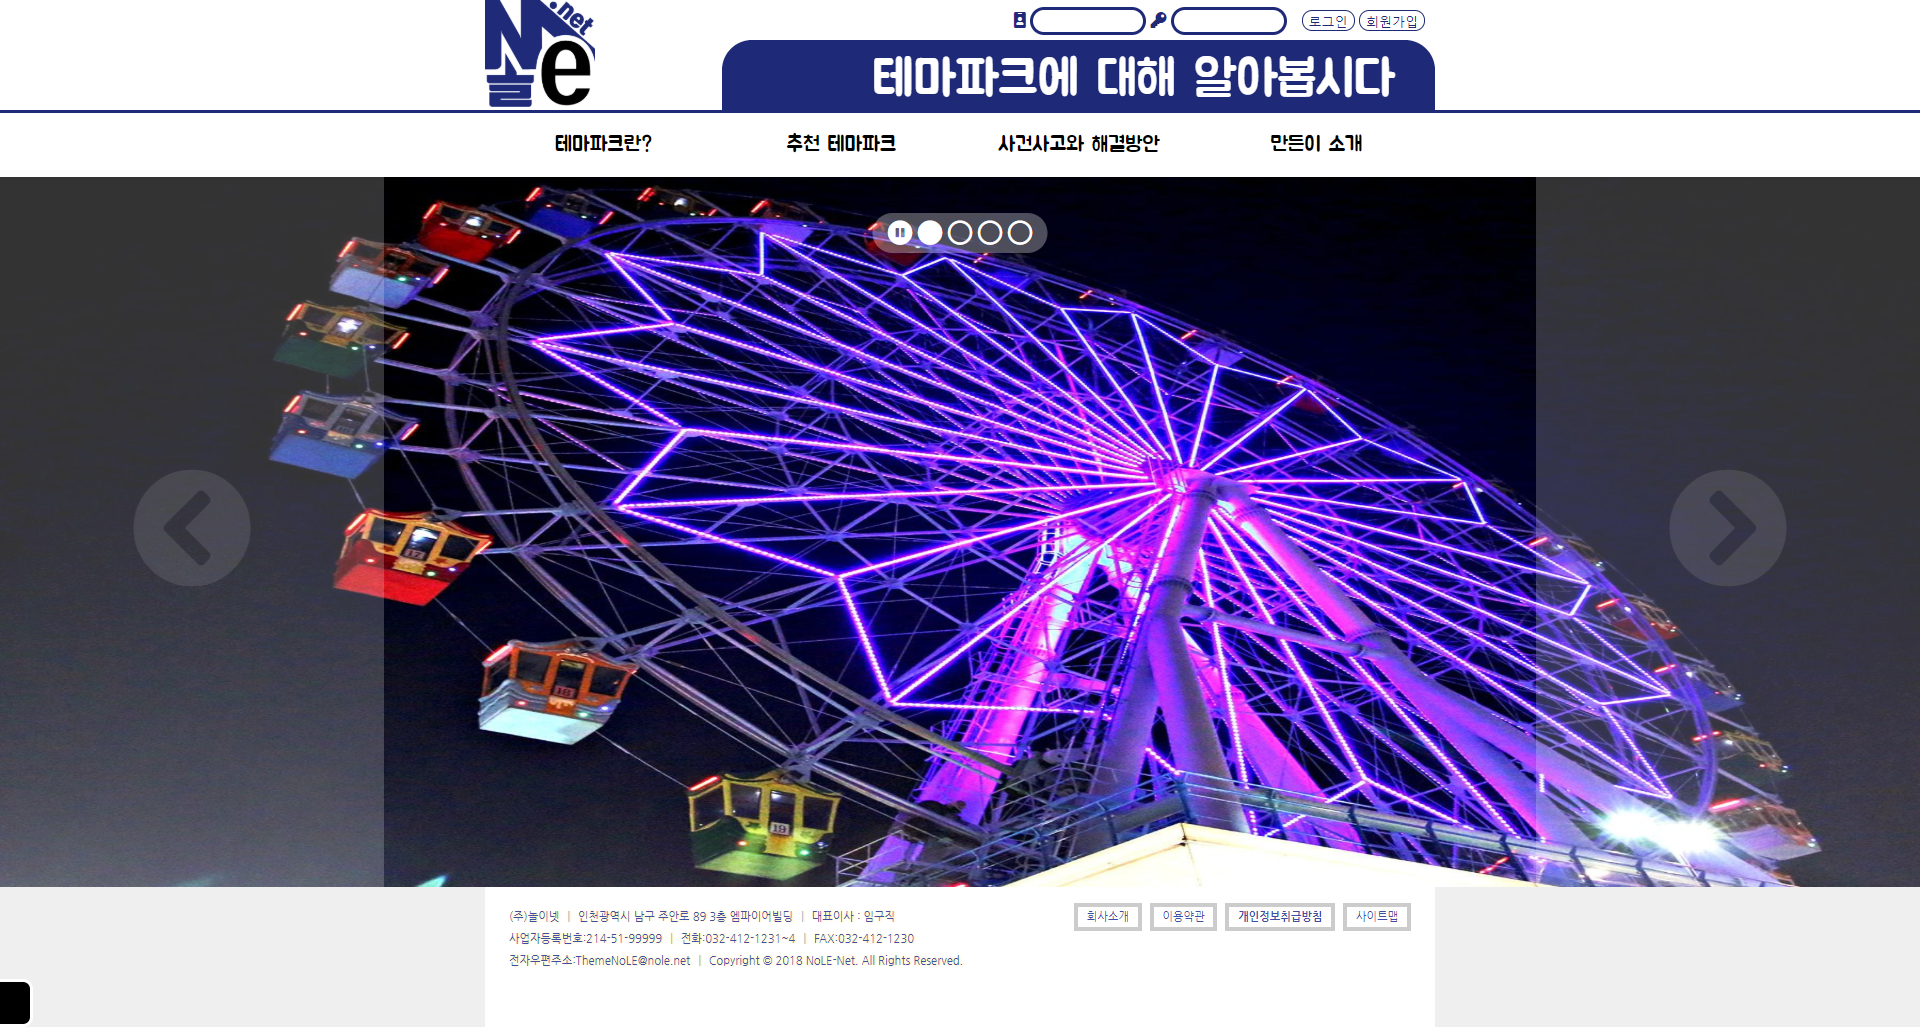 N .net
놀 e
로그인 회원가입
테마파크에 대해 알아봅시다
테마파크란? 추천 테마파크 사건사고와 해결방안 만든이 소개
17
18
19
(주)놀이넷 | 인천광역시 남구 주안로 89 3층 엠파이어빌딩 | 대표이사 : 임구직
회사소개 이용약관 개인정보취급방침 사이트맵
사업자등록번호:214-51-99999 | 전화:032-412-1231~4 | FAX:032-412-1230
전자우편주소:ThemeNoLE@nole.net | Copyright © 2018 NoLE-Net. All Rights Reserved.